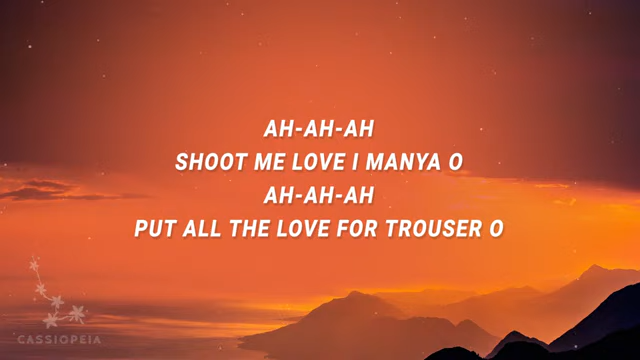 AH-AH-AH
SHOOT ME LOVE I MANYA O
AH-AH-AH
PUT ALL THE LOVE FOR TROUSER O
CASSIOPEIA